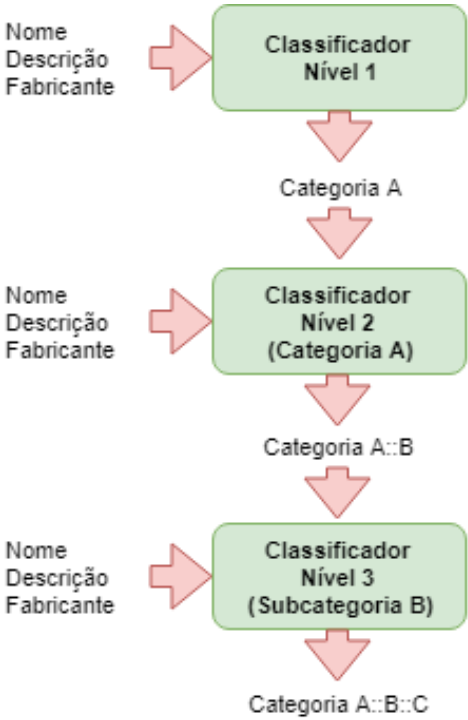 Nome
Descrição
Fabricante
Classificador
Nível 1
Categoria A
Nome
Descrição
Fabricante
Classificador
Nível 2
(Categoria A)
Categoria A::B
Nome
Descrição
Fabricante
Classificador
Nível 3
(Subcategoria B)
Categoria A::B::C